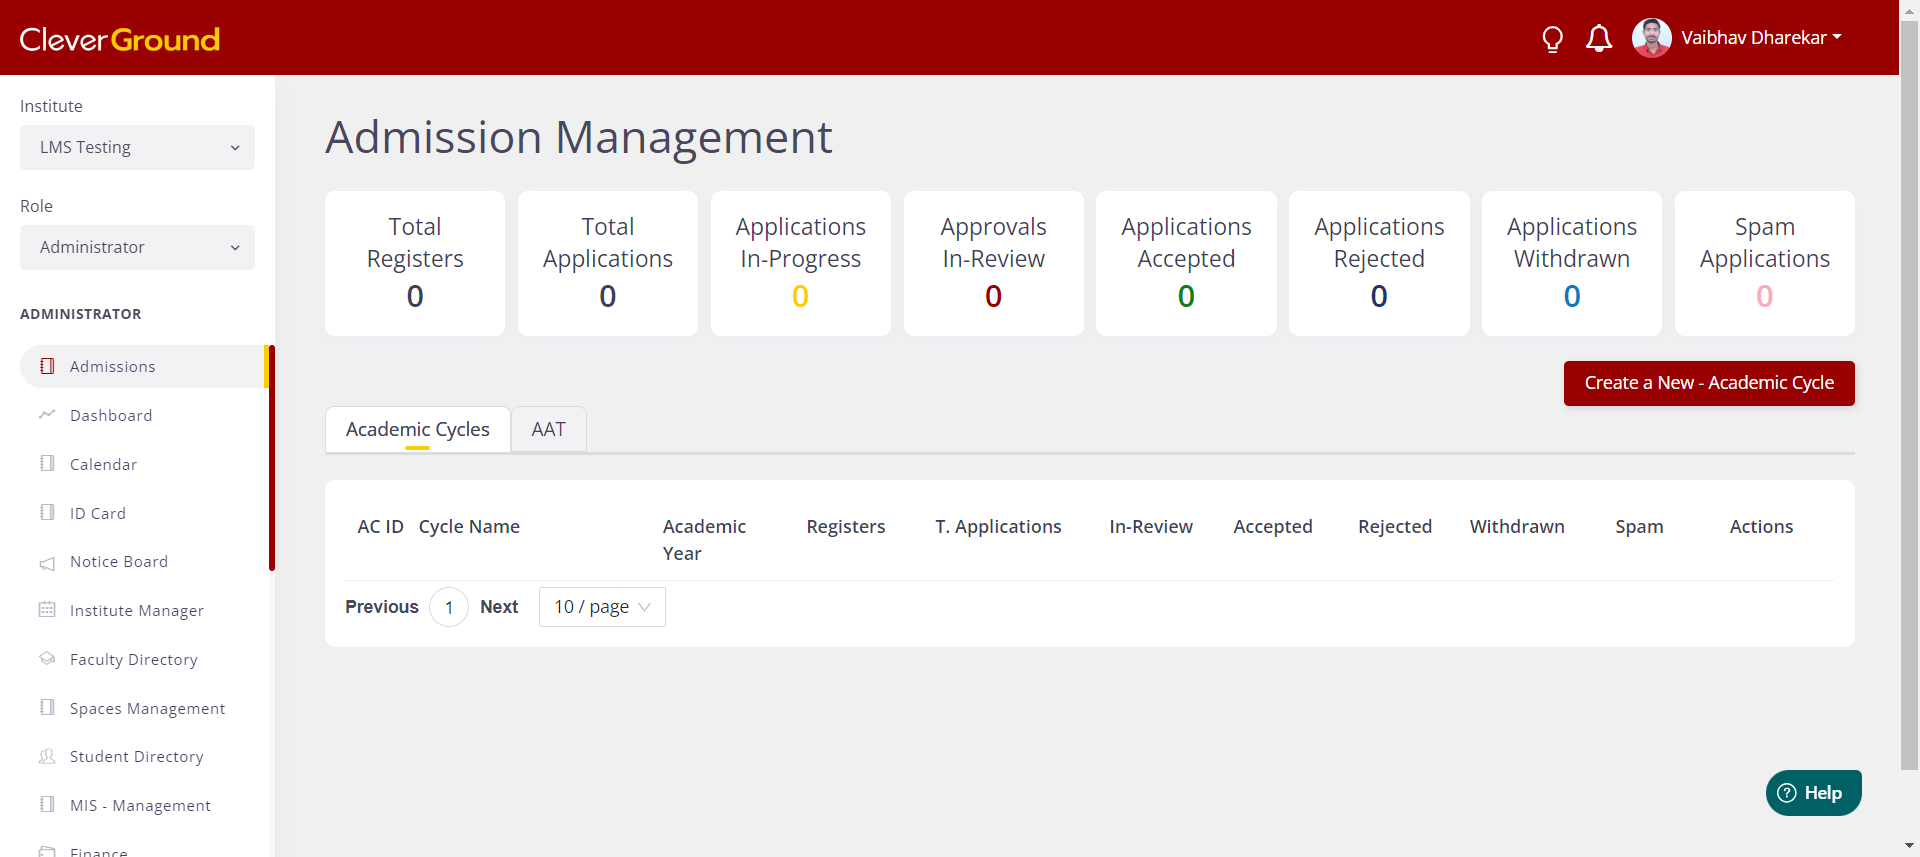 CleverGround
Vaibhav Dharekar
Institute
LMS Testing
Role
Administrator
ADMINISTRATOR
Admissions
Dashboard
Calendar
ID Card
Notice Board
Institute Manager
Faculty Directory
Spaces Management
Student Directory
MIS - Management
Finance
Admission Management
Total
Registers
0
Total
Applications
0
Applications
In-Progress
0
Approvals
In-Review
0
Applications
Accepted
0
Applications
Rejected
0
Applications
Withdrawn
0
Spam
Applications
0
Create a New - Academic Cycle
Academic Cycles
AAT
AC ID Cycle Name Academic Registers T. Applications In-Review Accepted Rejected Withdrawn Spam Actions
Year
Previous 1 Next 10 / page
Help